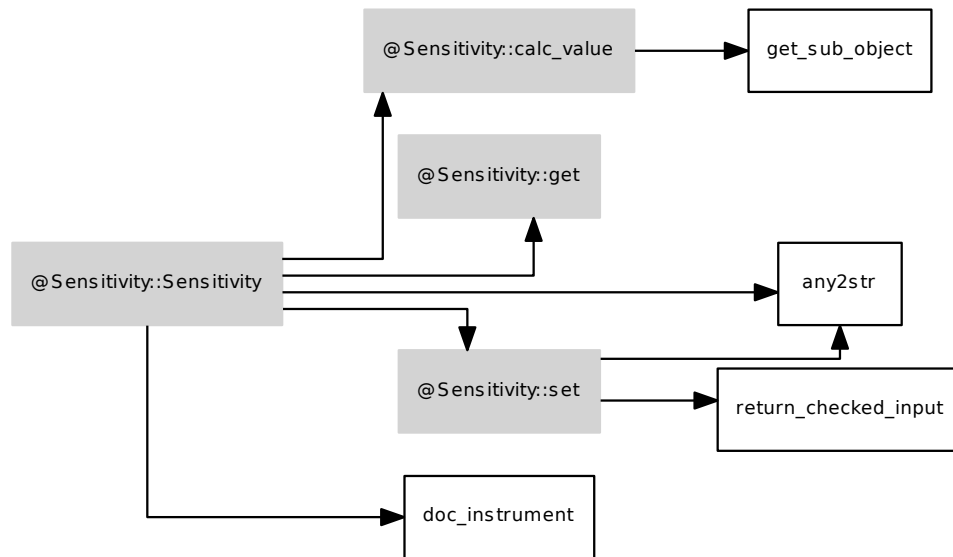 @Sensitivity::calc_value
get_sub_object
@Sensitivity::get
@Sensitivity::Sensitivity
any2str
@Sensitivity::set
return_checked_input
doc_instrument